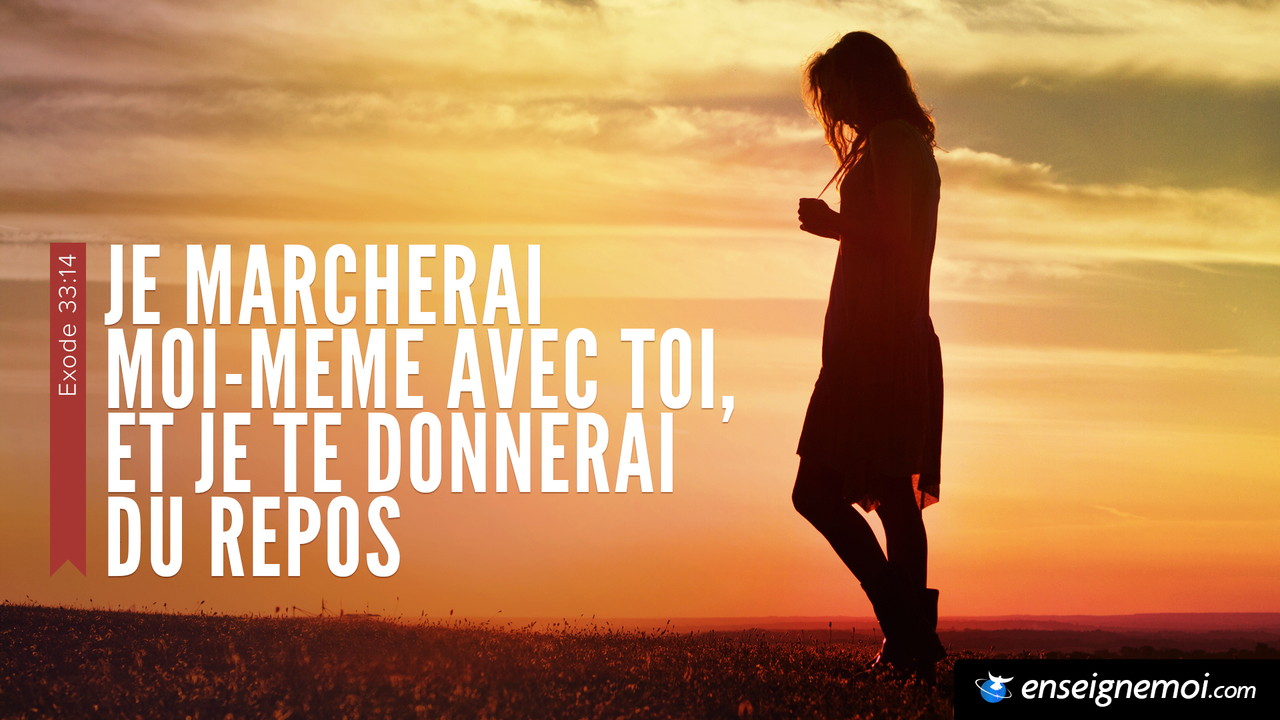 Exode 33:14
JE MARCHERAI
MOI-MEME AVEC TOI,
ET JE TE DONNERAI
DU REPOS
enseignemoi.com